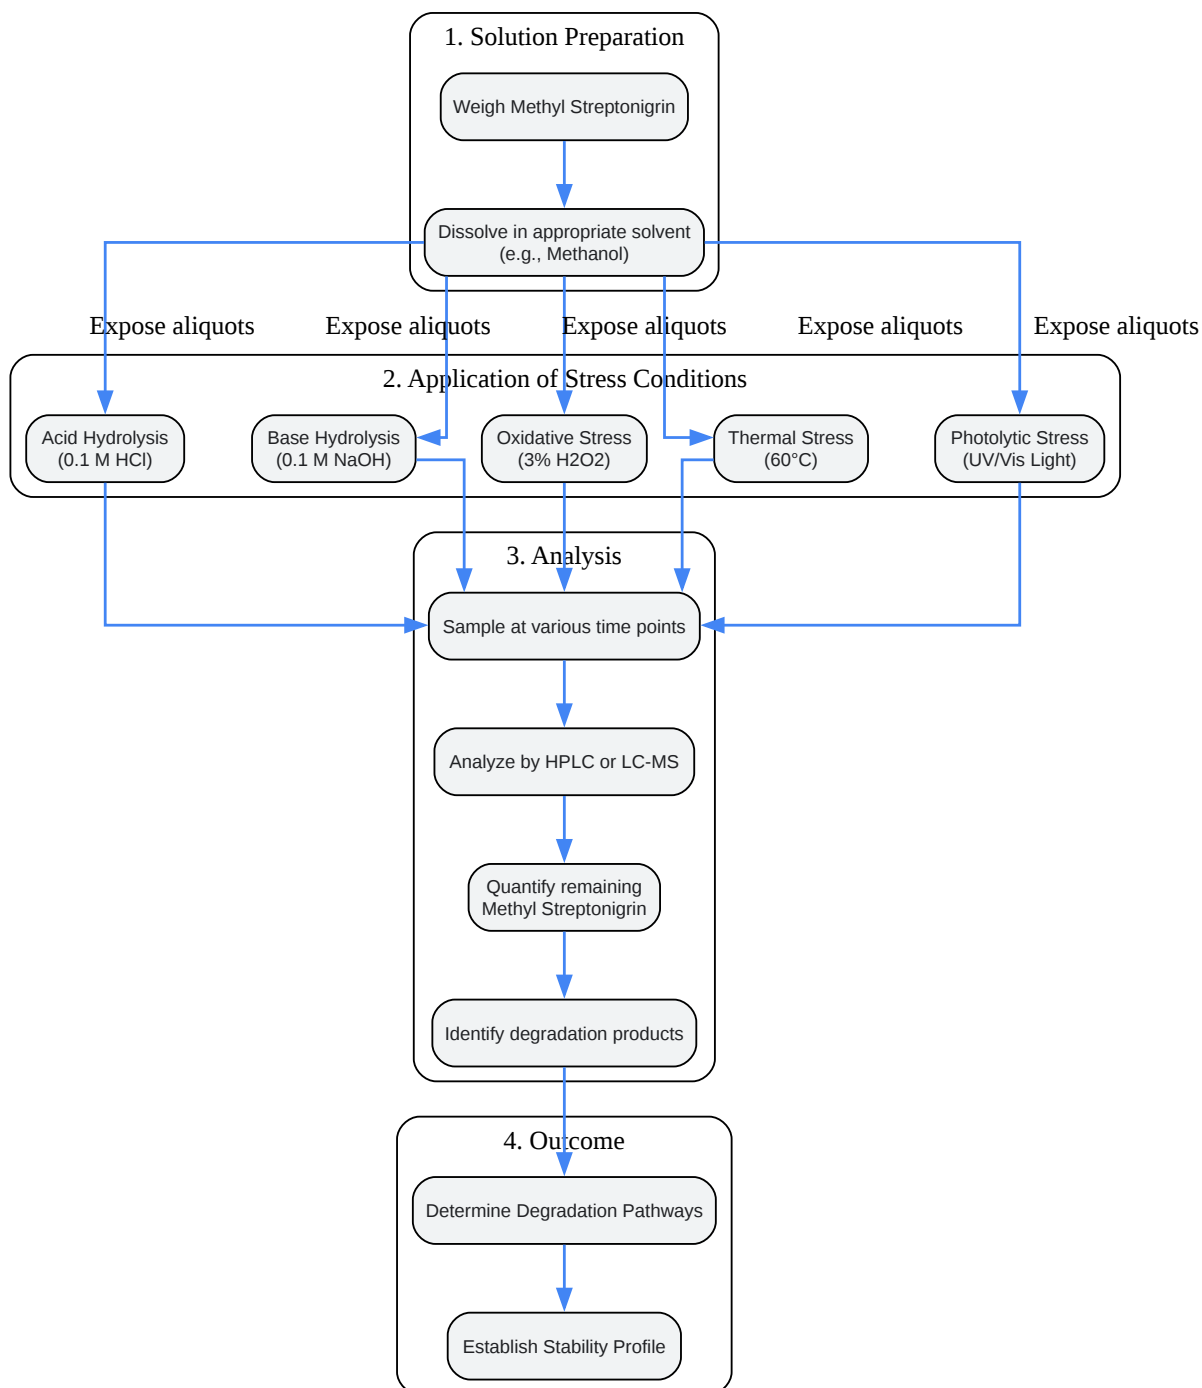 1. Solution Preparation
Weigh Methyl Streptonigrin
Dissolve in appropriate solvent
(e.g., Methanol)
Expose aliquots
Expose aliquots
Expose aliquots
Expose aliquots
Expose aliquots
2. Application of Stress Conditions
Acid Hydrolysis
(0.1 M HCl)
Base Hydrolysis
(0.1 M NaOH)
Oxidative Stress
(3% H2O2)
Thermal Stress
(60°C)
Photolytic Stress
(UV/Vis Light)
3. Analysis
Sample at various time points
Analyze by HPLC or LC-MS
Quantify remaining
Methyl Streptonigrin
Identify degradation products
4. Outcome
Determine Degradation Pathways
Establish Stability Profile